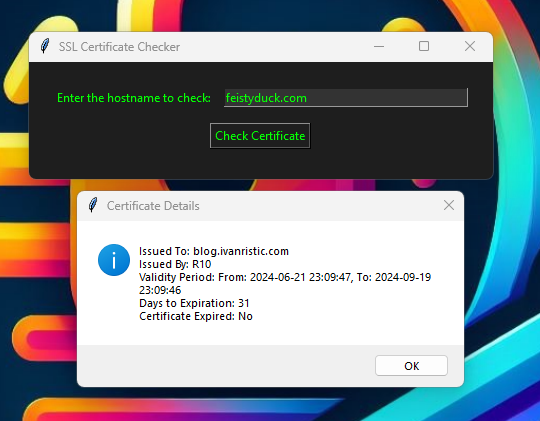 SSL Certificate Checker
Enter the hostname to check: feistyduck.com
Check Certificate
Certificate Details
Issued To: blog.ivanristic.com
Issued By: R10
Validity Period: From: 2024-06-21 23:09:47, To: 2024-09-19
23:09:46
Days to Expiration: 31
Certificate Expired: No
OK